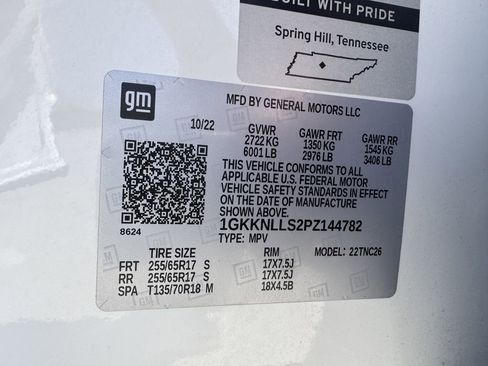 BUILT WITH PRIDE
Spring Hill, Tennessee
gm
MFD BY GENERAL MOTORS LLC
10/22
GVWR GAWR FRT GAWR RR
2722 KG 1350 KG 1545 KG
6001 LB 2976 LB 3406 LB
THIS VEHICLE CONFORMS TO ALL
APPLICABLE U.S. FEDERAL MOTOR
VEHICLE SAFETY STANDARDS IN EFFECT
ON THE DATE OF MANUFACTURE
SHOWN ABOVE.
8624
1GKKNLLS2PZ144782
TYPE: MPV MODEL: 22TNC26
TIRE SIZE RIM
FRT 255/65R17 S 17X7.5J
RR 255/65R17 S 17X7.5J
SPA T135/70R18 M 18X4.5B